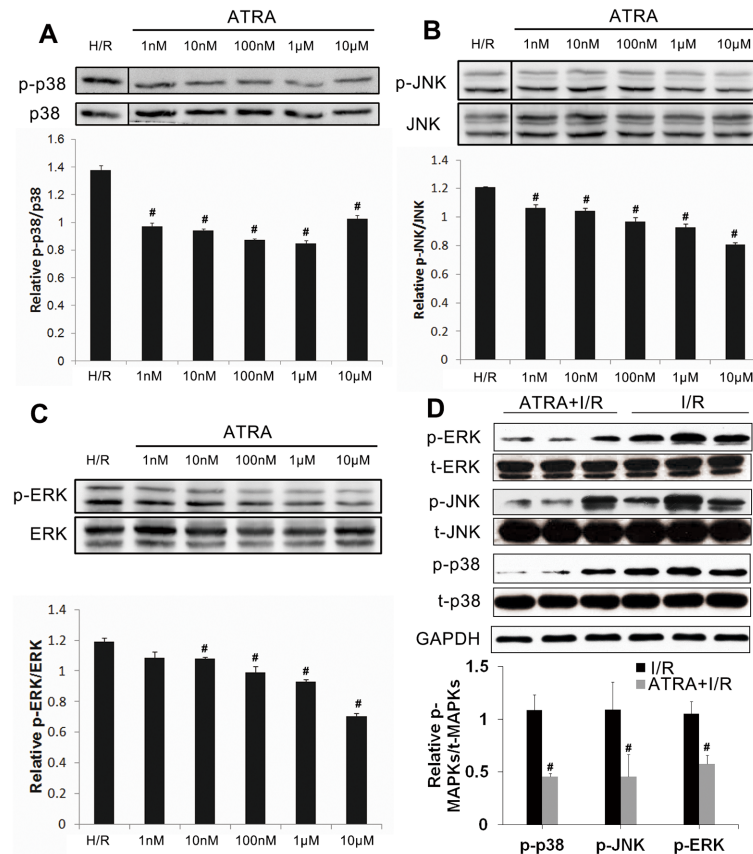 A
ATRA
H/R 1nM 10nM 100nM 1µM 10µM
p-p38
p38
Relative p-p38/p38
1.6
1.4
1.2
1
0.8
0.6
0.4
0.2
0
# # # # #
H/R 1nM 10nM 100nM 1µM 10µM
B
ATRA
H/R 1nM 10nM 100nM 1µM 10µM
p-JNK
JNK
Relative p-JNK/JNK
1.4
1.2
1
0.8
0.6
0.4
0.2
0
# # # # #
H/R 1nM 10nM 100nM 1µM 10µM
C
ATRA
H/R 1nM 10nM 100nM 1µM 10µM
p-ERK
ERK
Relative p-ERK/ERK
1.4
1.2
1
0.8
0.6
0.4
0.2
0
# # # #
H/R 1nM 10nM 100nM 1µM 10µM
D
ATRA+I/R I/R
p-ERK
t-ERK
p-JNK
t-JNK
p-p38
t-p38
GAPDH
Relative p-
MAPKs/t-MAPKs
1.5
1
0.5
0
I/R
ATRA+I/R
# # #
p-p38 p-JNK p-ERK